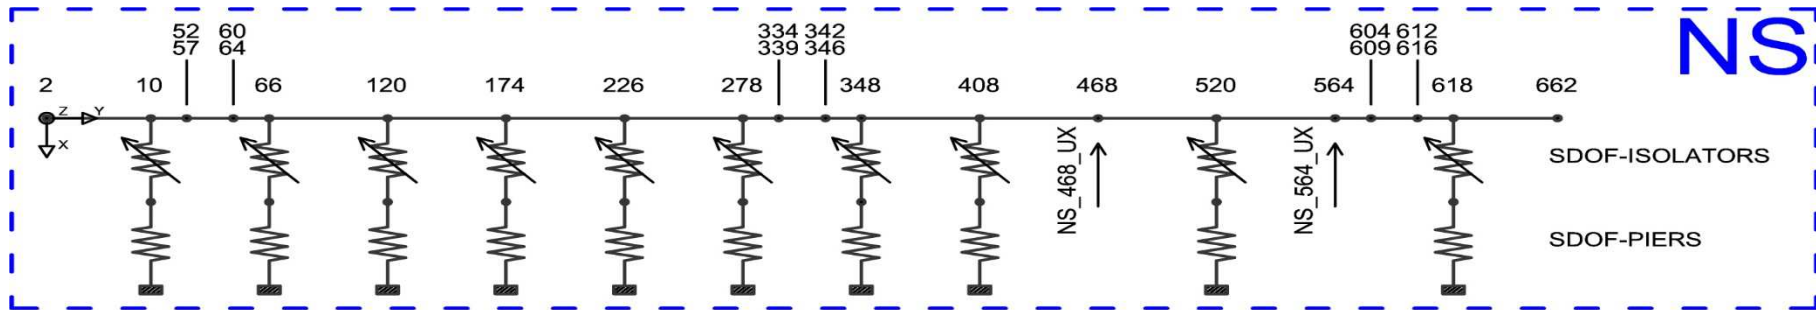 NS
52 60 334 342 604 612
57 64 339 346 609 616
2 10 66 120 174 226 278 348 408 468 520 564 618 662
Z Y
X
NS_468_UX
NS_564_UX
SDOF-ISOLATORS
SDOF-PIERS